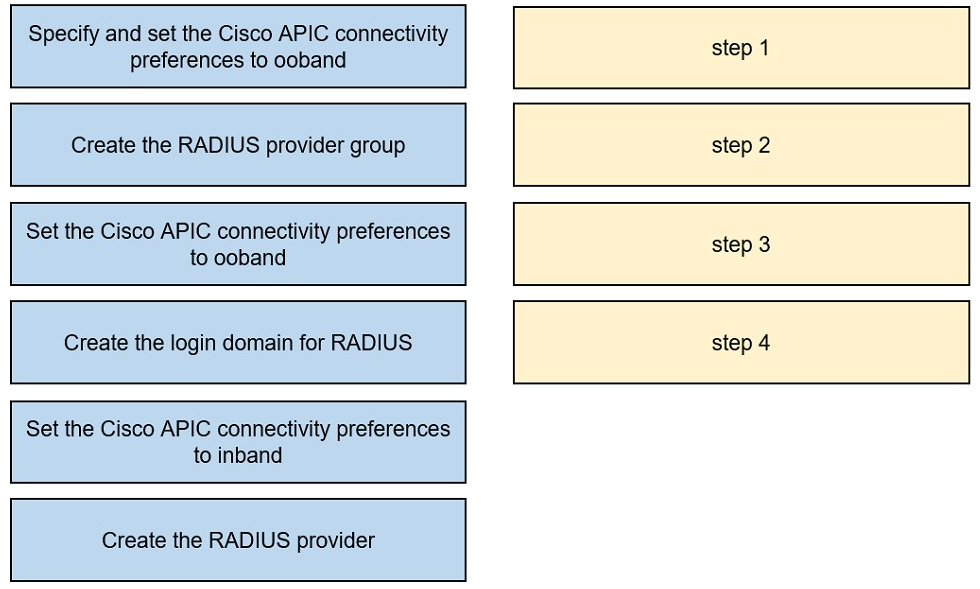 Specify and set the Cisco APIC connectivity
preferences to ooband
step 1
Create the RADIUS provider group
step 2
Set the Cisco APIC connectivity preferences
to ooband
step 3
Create the login domain for RADIUS
step 4
Set the Cisco APIC connectivity preferences
to inband
Create the RADIUS provider